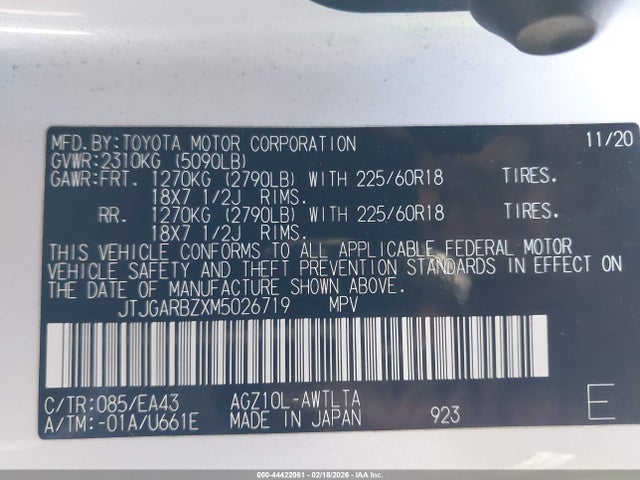 MFD.BY:TOYOTA MOTOR CORPORATION 11/20
GVWR:2310KG (5090LB)
GAWR:FRT. 1270KG (2790LB) WITH 225/60R18 TIRES.
18X7 1/2J RIMS.
RR. 1270KG (2790LB) WITH 225/60R18 TIRES.
18X7 1/2J RIMS.
THIS VEHICLE CONFORMS TO ALL APPLICABLE FEDERAL MOTOR
VEHICLE SAFETY AND THEFT PREVENTION STANDARDS IN EFFECT ON
THE DATE OF MANUFACTURE SHOWN ABOVE.
JTJGARBZXM5026719 MPV
C/TR:085/EA43 AGZ10L-AWTLTA E
A/TM:-01A/U661E MADE IN JAPAN 923
000-44422061 - 02/18/2026 - IAAI